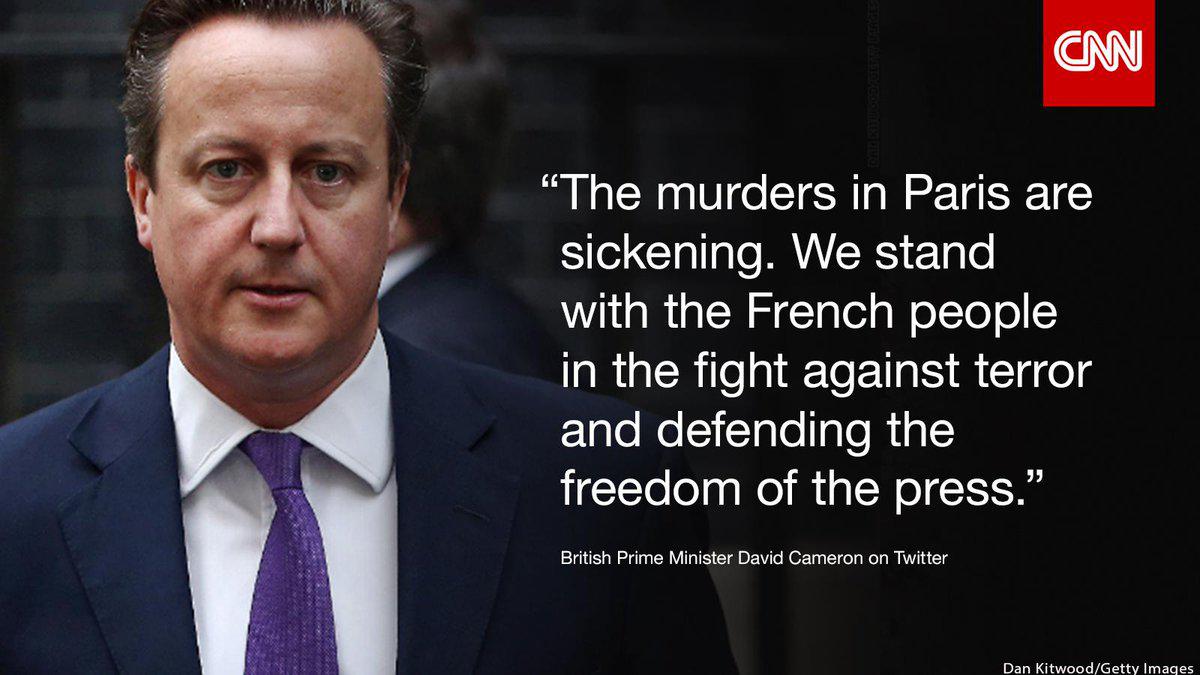 CNN
“The murders in Paris are
sickening. We stand
with the French people
in the fight against terror
and defending the
freedom of the press.”
British Prime Minister David Cameron on Twitter
Dan Kitwood/Getty Images